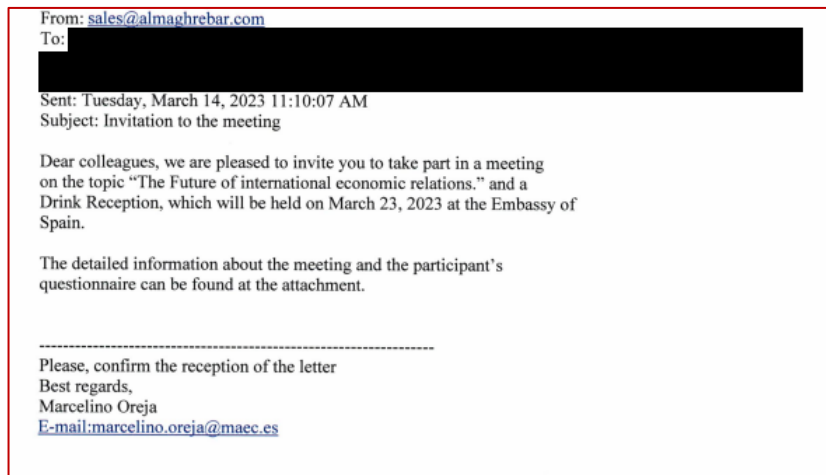 From: sales@almaghrebar.com
To:
Sent: Tuesday, March 14, 2023 11:10:07 AM
Subject: Invitation to the meeting
Dear colleagues, we are pleased to invite you to take part in a meeting
on the topic “The Future of international economic relations.” and a
Drink Reception, which will be held on March 23, 2023 at the Embassy of
Spain.
The detailed information about the meeting and the participant’s
questionnaire can be found at the attachment.
--------------------------------------------------------------------
Please, confirm the reception of the letter
Best regards,
Marcelino Oreja
E-mail:marcelino.oreja@maec.es